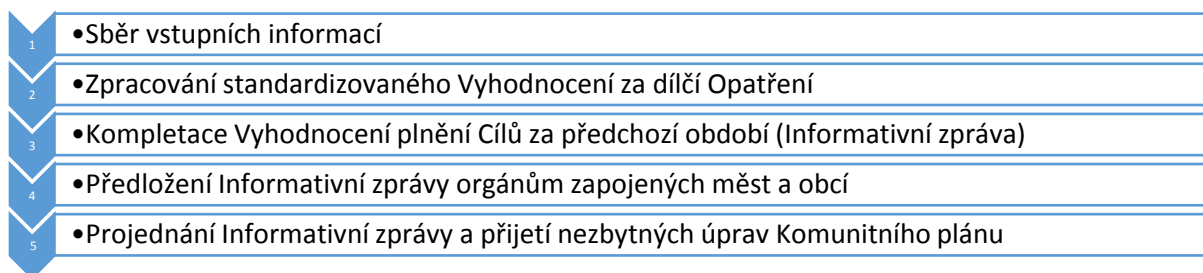 1 •Sběr vstupních informací
2 •Zpracování standardizovaného Vyhodnocení za dílčí Opatření
3 •Kompletace Vyhodnocení plnění Cílů za předchozí období (Informativní zpráva)
4 •Předložení Informativní zprávy orgánům zapojených měst a obcí
5 •Projednání Informativní zprávy a přijetí nezbytných úprav Komunitního plánu